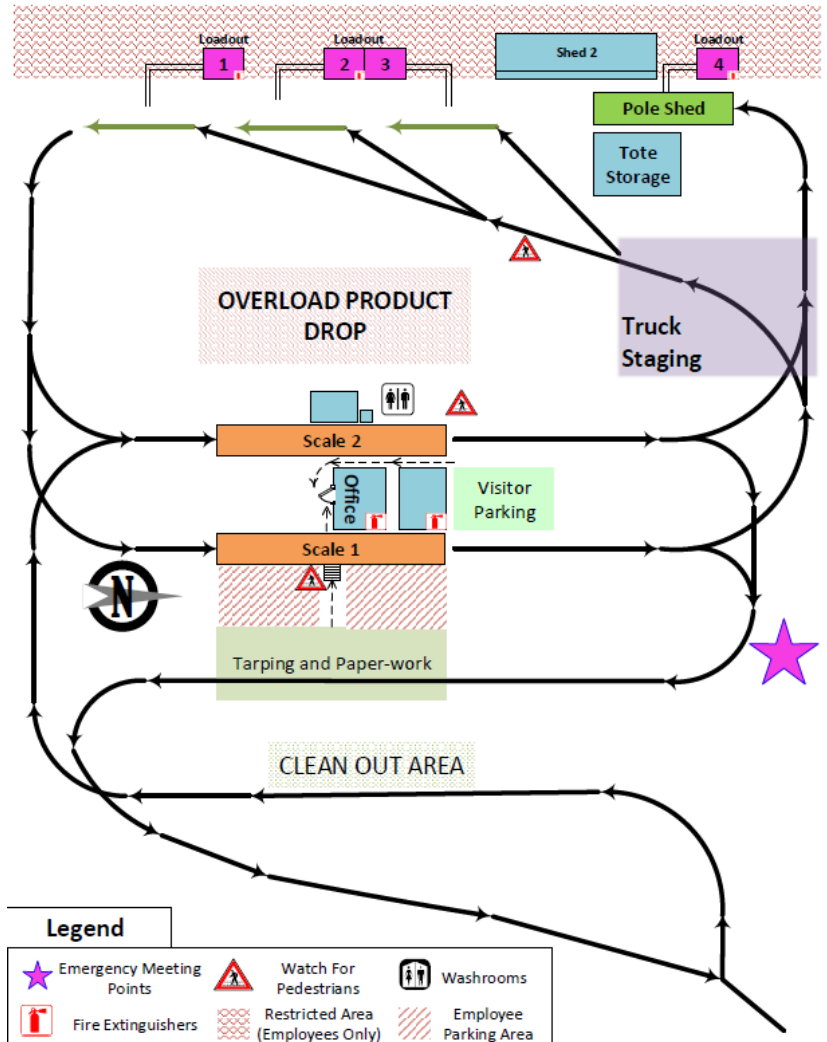 Loadout
Loadout
Loadout
1
2
3
Shed 2
4
Pole Shed
Tote
Storage
OVERLOAD PRODUCT
DROP
Truck
Staging
Scale 2
Office
Visitor
Parking
Scale 1
N
Tarping and Paper-work
CLEAN OUT AREA
Legend
Emergency Meeting
Points
Watch For
Pedestrians
Washrooms
Fire Extinguishers
Restricted Area
(Employees Only)
Employee
Parking Area